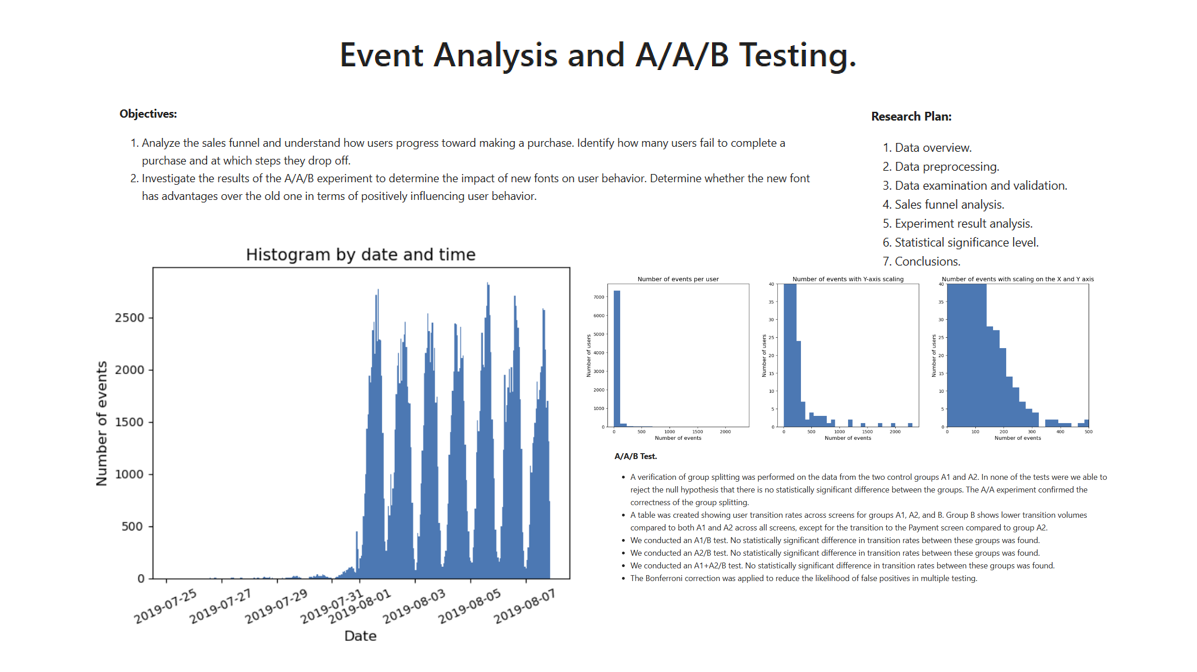 Event Analysis and A/A/B Testing.
Objectives:
1. Analyze the sales funnel and understand how users progress toward making a purchase. Identify how many users fail to complete a
purchase and at which steps they drop off.
2. Investigate the results of the A/A/B experiment to determine the impact of new fonts on user behavior. Determine whether the new font
has advantages over the old one in terms of positively influencing user behavior.
Research Plan:
1. Data overview.
2. Data preprocessing.
3. Data examination and validation.
4. Sales funnel analysis.
5. Experiment result analysis.
6. Statistical significance level.
7. Conclusions.
Histogram by date and time
Number of events
2500
2000
1500
1000
500
0
2019-07-25
2019-07-27
2019-07-29
2019-07-31
2019-08-01
2019-08-03
2019-08-05
2019-08-07
Date
Number of events per user
Number of users
7000
6000
5000
4000
3000
2000
1000
0
0 500 1000 1500 2000
Number of events
Number of events with Y-axis scaling
Number of users
40
35
30
25
20
15
10
5
0
0 500 1000 1500 2000
Number of events
Number of events with scaling on the X and Y axis
Number of users
40
35
30
25
20
15
10
5
0
0 100 200 300 400 500
Number of events
A/A/B Test.
• A verification of group splitting was performed on the data from the two control groups A1 and A2. In none of the tests were we able to
reject the null hypothesis that there is no statistically significant difference between the groups. The A/A experiment confirmed the
correctness of the group splitting.
• A table was created showing user transition rates across screens for groups A1, A2, and B. Group B shows lower transition volumes
compared to both A1 and A2 across all screens, except for the transition to the Payment screen compared to group A2.
• We conducted an A1/B test. No statistically significant difference in transition rates between these groups was found.
• We conducted an A2/B test. No statistically significant difference in transition rates between these groups was found.
• We conducted an A1+A2/B test. No statistically significant difference in transition rates between these groups was found.
• The Bonferroni correction was applied to reduce the likelihood of false positives in multiple testing.